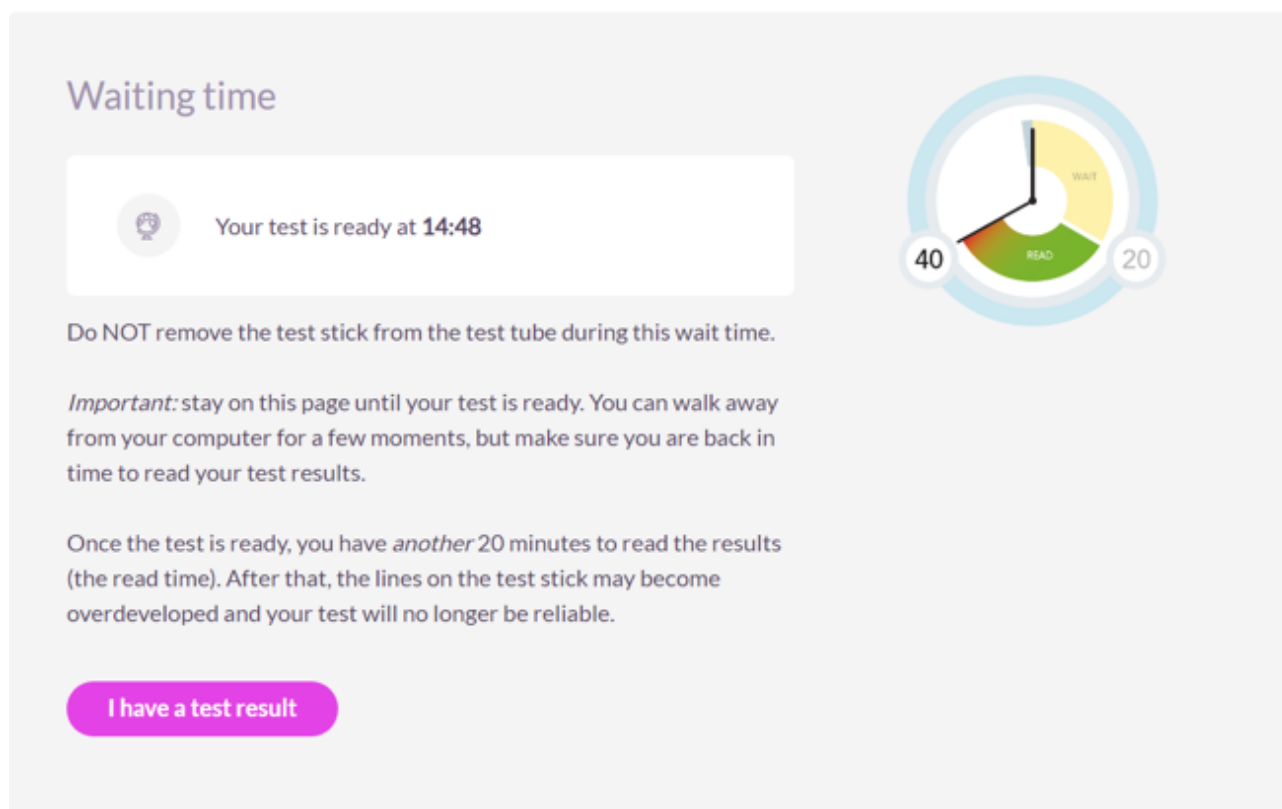 Waiting time
Your test is ready at 14:48
WAIT
READ
40
20
Do NOT remove the test stick from the test tube during this wait time.
Important: stay on this page until your test is ready. You can walk away
from your computer for a few moments, but make sure you are back in
time to read your test results.
Once the test is ready, you have another 20 minutes to read the results
(the read time). After that, the lines on the test stick may become
overdeveloped and your test will no longer be reliable.
I have a test result